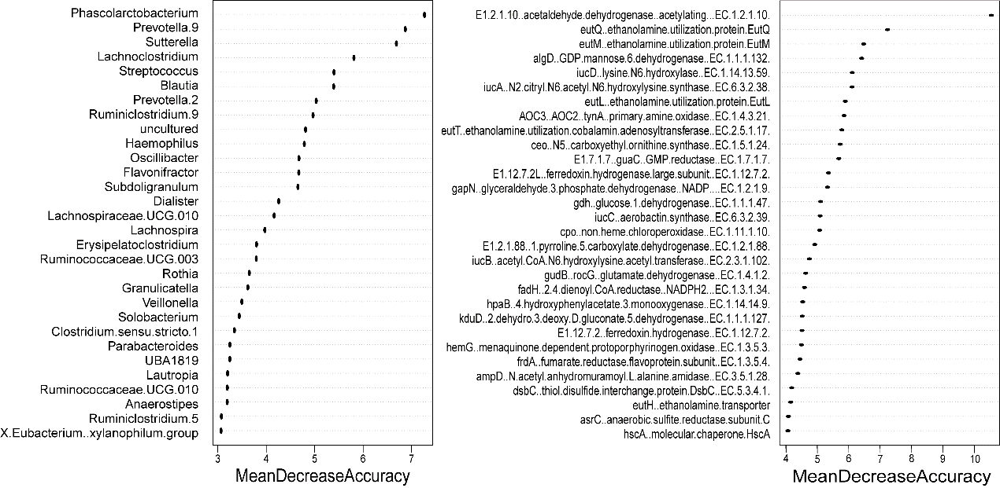 Phascolarctobacterium
Prevotella.9
Sutterella
Lachnoclostridium
Streptococcus
Blautia
Prevotella.2
Ruminiclostridium.9
uncultured
Haemophilus
Oscillibacter
Flavonifractor
Subdoligranulum
Dialister
Lachnospiraceae.UCG.010
Lachnospira
Erysipelatoclostridium
Ruminococcaceae.UCG.003
Rothia
Granulicatella
Veillonella
Solobacterium
Clostridium.sensu.stricto.1
Parabacteroides
UBA1819
Lautropia
Ruminococcaceae.UCG.010
Anaerostipes
Ruminiclostridium.5
X.Eubacterium..xylanophilum.group
3 4 5 6 7
MeanDecreaseAccuracy
E1.2.1.10..acetaldehyde.dehydrogenase..acetylating...EC.1.2.1.10.
eutQ..ethanolamine.utilization.protein.EutQ
eutM..ethanolamine.utilization.protein.EutM
algD..GDP.mannose.6.dehydrogenase..EC.1.1.1.132.
iucD..lysine.N6.hydroxylase..EC.1.14.13.59.
iucA..N2.citryl.N6.acetyl.N6.hydroxylysine.synthase..EC.6.3.2.38.
eutL..ethanolamine.utilization.protein.EutL
AOC3..AOC2..tynA..primary.amine.oxidase..EC.1.4.3.21.
eutT..ethanolamine.utilization.cobalamin.adenosyltransferase..EC.2.5.1.17.
ceo..N5..carboxyethyl.ornithine.synthase..EC.1.5.1.24.
E1.7.1.7..guaC..GMP.reductase..EC.1.7.1.7.
E1.12.7.2L..ferredoxin.hydrogenase.large.subunit..EC.1.12.7.2.
gapN..glyceraldehyde.3.phosphate.dehydrogenase..NADP....EC.1.2.1.9.
gdh..glucose.1.dehydrogenase..EC.1.1.1.47.
iucC..aerobactin.synthase..EC.6.3.2.39.
cpo..non.heme.chloroperoxidase..EC.1.11.1.10.
E1.2.1.88..1.pyrroline.5.carboxylate.dehydrogenase..EC.1.2.1.88.
iucB..acetyl.CoA.N6.hydroxylysine.acetyl.transferase..EC.2.3.1.102.
gudB..rocG..glutamate.dehydrogenase..EC.1.4.1.2.
fadH..2.4.dienoyl.CoA.reductase..NADPH2...EC.1.3.1.34.
hpaB..4.hydroxyphenylacetate.3.monooxygenase..EC.1.14.14.9.
kduD..2.dehydro.3.deoxy.D.gluconate.5.dehydrogenase..EC.1.1.1.127.
E1.12.7.2..ferredoxin.hydrogenase..EC.1.12.7.2.
hemG..menaquinone.dependent.protoporphyrinogen.oxidase..EC.1.3.5.3.
frdA..fumarate.reductase.flavoprotein.subunit..EC.1.3.5.4.
ampD..N.acetyl.anhydromuramoyl.L.alanine.amidase..EC.3.5.1.28.
dsbC..thiol.disulfide.interchange.protein.DsbC..EC.5.3.4.1.
eutH..ethanolamine.transporter
asrC..anaerobic.sulfite.reductase.subunit.C
hscA..molecular.chaperone.HscA
4 5 6 7 8 9 10
MeanDecreaseAccuracy